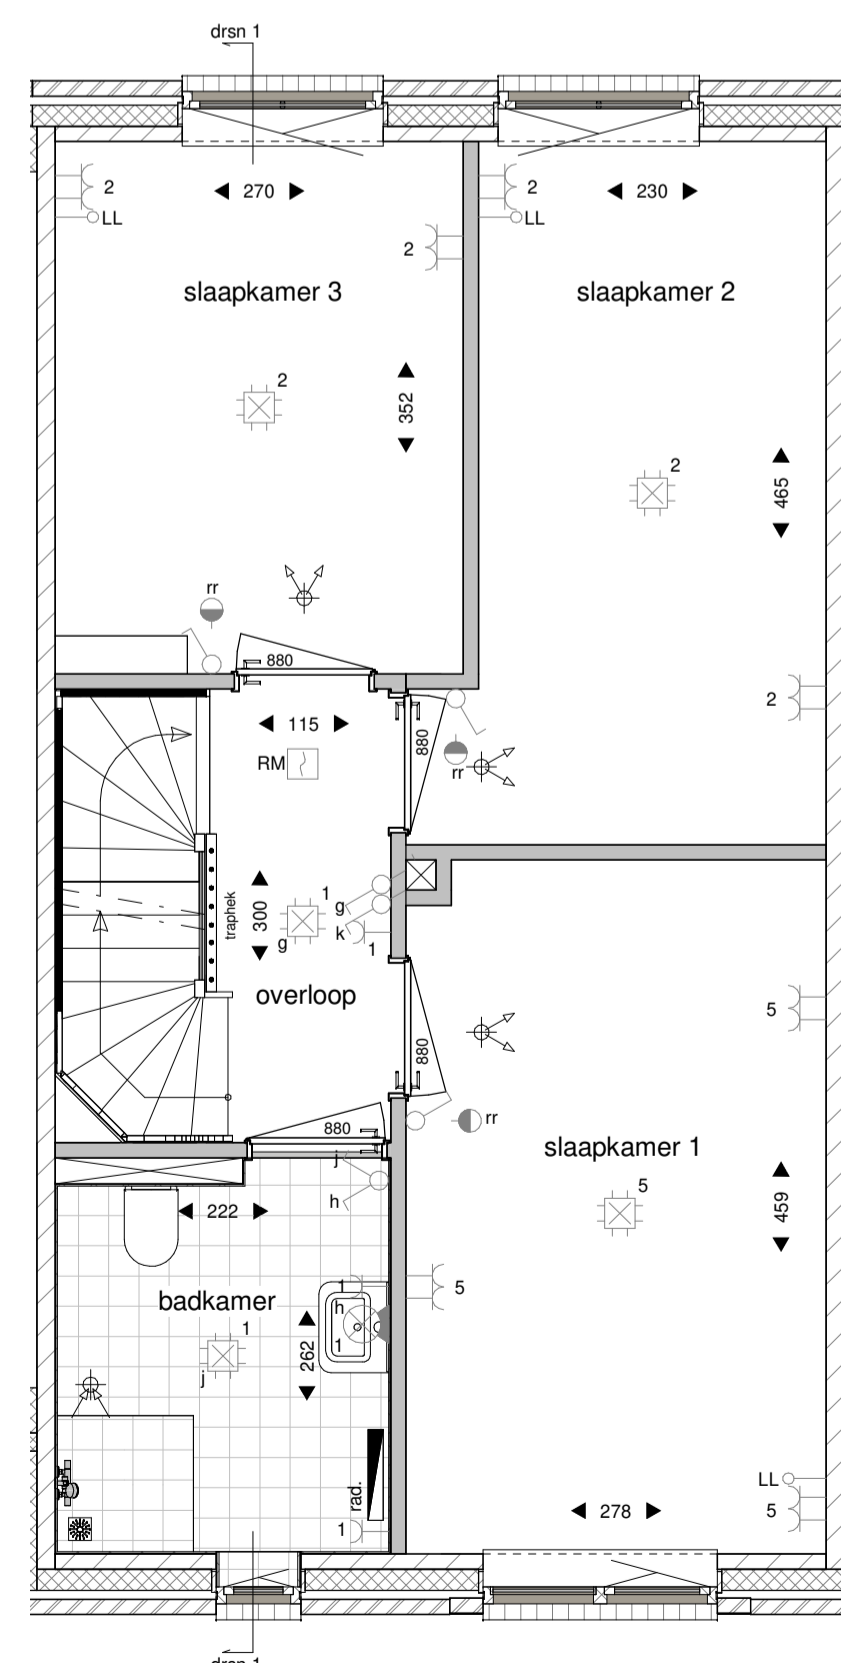 drsn 1
2
LL
270
2
LL
230
2
slaapkamer 3
slaapkamer 2
2
352
2
465
rr
880
2
115
880
RM
rr
1
g
traphek
300
g
k
1
overloop
5
880
880
rr
slaapkamer 1
j
h
5
459
222
1
5
badkamer
h
1
262
1
j
LL
rad.
5
278
1
drsn 1